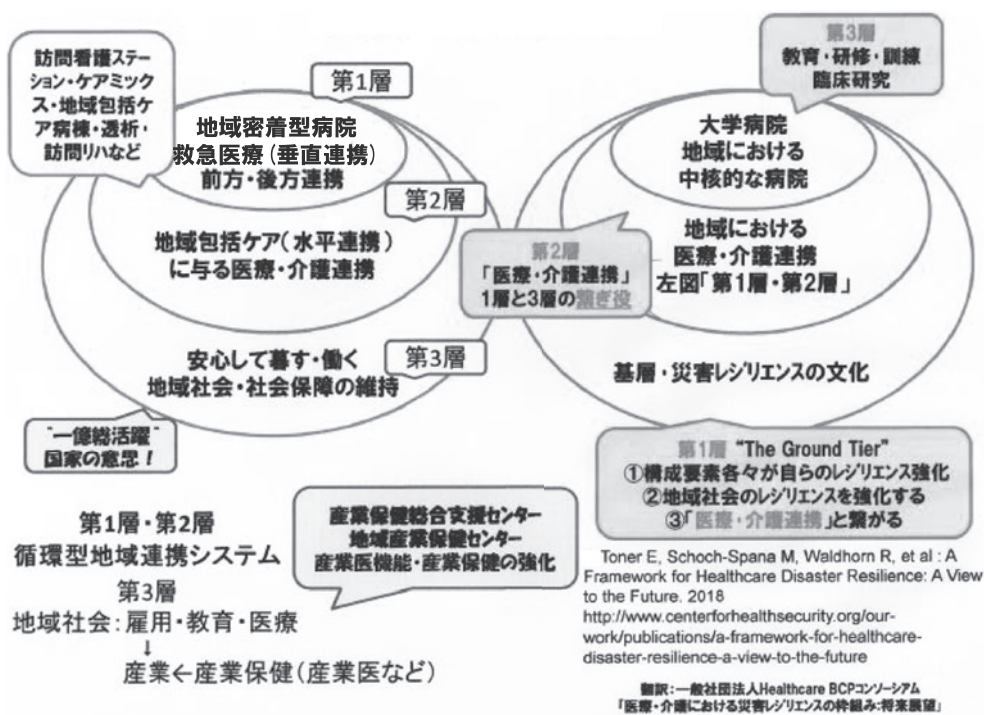 訪問看護ステー
ション・ケアミック
ス・地域包括ケ
ア病棟・透析・
訪問リハなど
第1層
地域密着型病院
救急医療(垂直連携)
前方・後方連携
第2層
地域包括ケア(水平連携)
に与る医療・介護連携
第3層
安心して暮す・働く
地域社会・社会保障の維持
"一億総活躍"
国家の意思!
第1層・第2層
循環型地域連携システム
第3層
地域社会:雇用・教育・医療
↓
産業←産業保健(産業医など)
産業保健総合支援センター
地域産業保健センター
産業医機能・産業保健の強化
第3層
教育・研修・訓練
臨床研究
大学病院
地域における
中核的な病院
第2層
「医療・介護連携」
1層と3層の繋ぎ役
地域における
医療・介護連携
左図「第1層・第2層」
基層・災害レジリエンスの文化
第1層 "The Ground Tier"
①構成要素各々が自らのレジリエンス強化
②地域社会のレジリエンスを強化する
③「医療・介護連携」と繋がる
Toner E, Schoch-Spana M, Waldhorn R, et al : A
Framework for Healthcare Disaster Resilience: A View
to the Future. 2018
http://www.centerforhealthsecurity.org/our-
work/publications/a-framework-for-healthcare-
disaster-resilience-a-view-to-the-future
翻訳:一般社団法人Healthcare BCPコンソーシアム
「医療・介護における災害レジリエンスの枠組み:将来展望」